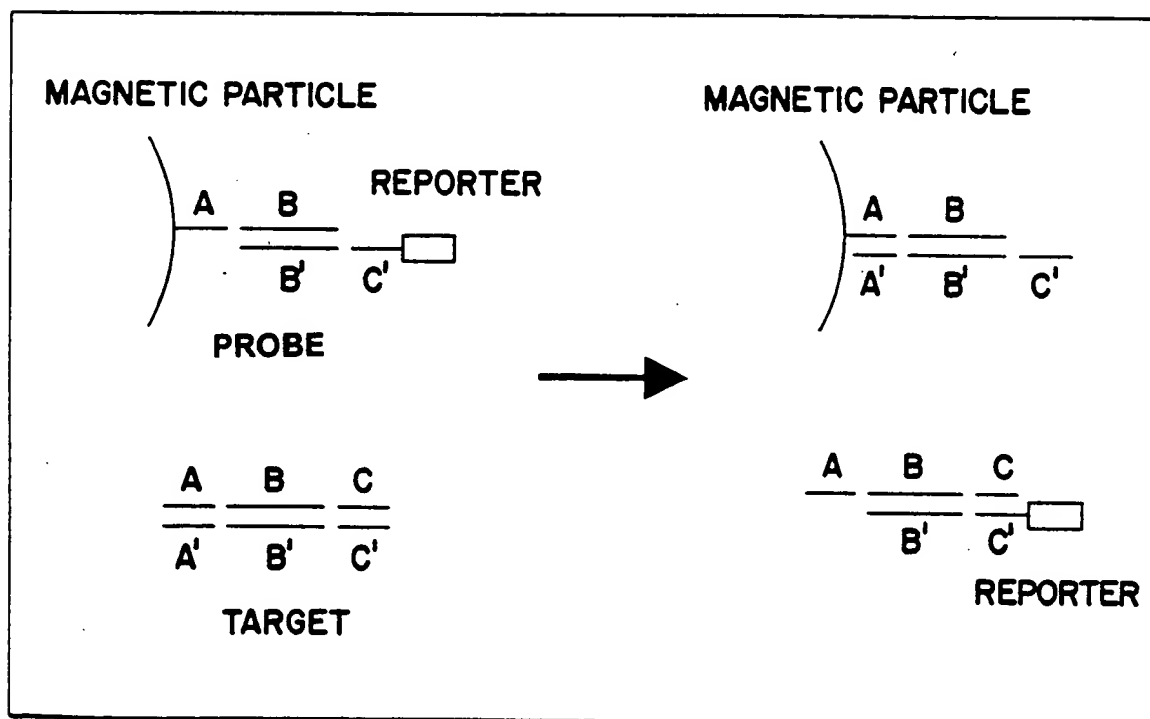 MAGNETIC PARTICLE
A B REPORTER
B' C'
PROBE
A B C
A' B' C'
TARGET
MAGNETIC PARTICLE
A B
A' B' C'
A B C
B' C'
REPORTER